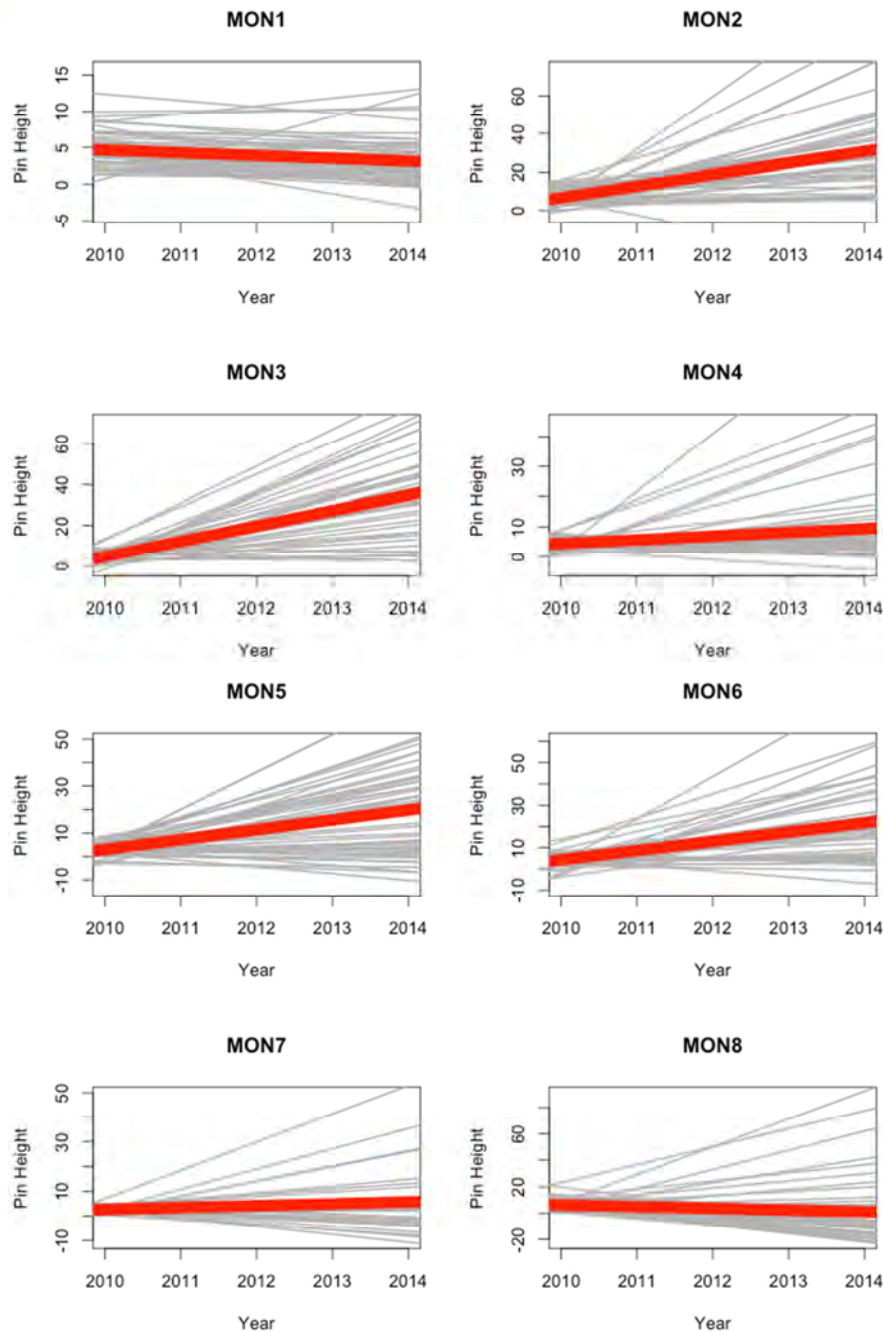 MON1 MON2
Pin Height Pin Height
15 10 5 0 -5
60 40 20 0
2010 2011 2012 2013 2014 2010 2011 2012 2013 2014
Year Year
MON3 MON4
Pin Height Pin Height
60 40 20 0
30 10 0
2010 2011 2012 2013 2014 2010 2011 2012 2013 2014
Year Year
MON5 MON6
Pin Height Pin Height
50 30 10 -10
50 30 10 -10
2010 2011 2012 2013 2014 2010 2011 2012 2013 2014
Year Year
MON7 MON8
Pin Height Pin Height
50 30 10 -10
60 20 -20
2010 2011 2012 2013 2014 2010 2011 2012 2013 2014
Year Year